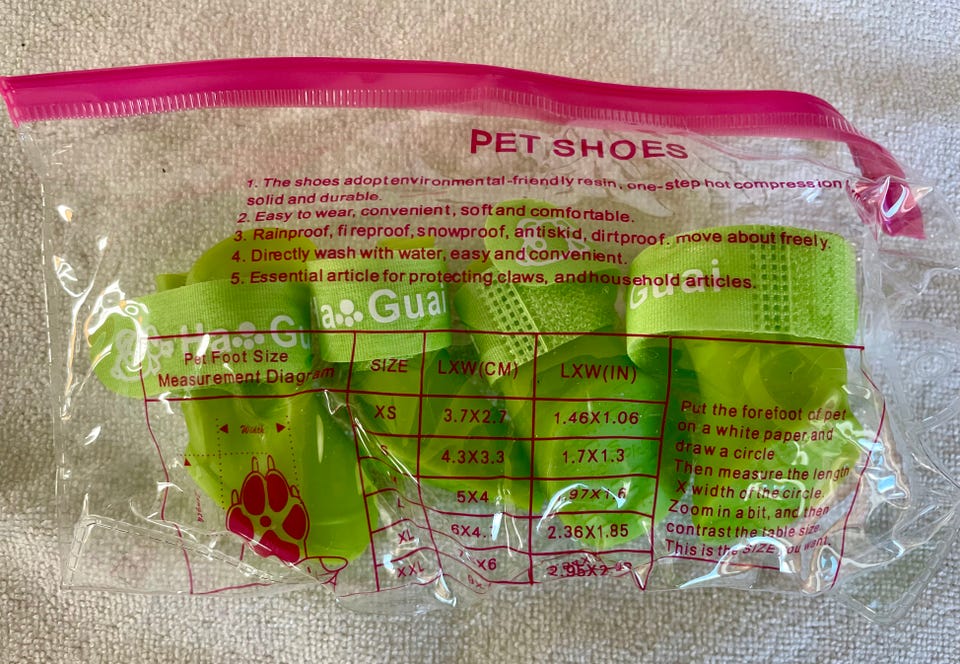 PET SHOES
1. The shoes adopt environmental-friendly resin, one-step hot compression
solid and durable.
2. Easy to wear, convenient, soft and comfortable.
3. Rainproof, fireproof, snowproof, antiskid, dirtproof, move about freely.
4. Directly wash with water, easy and convenient.
5. Essential article for protecting claws, and household articles.
Ha Gu
a Guai
Guai
Pet Foot Size
Measurement Diagram
SIZE LXW(CM) LXW(IN)
XS 3.7X2.7 1.46X1.06
4.3X3.3 1.7X1.3
5X4
L
XL 6X4. 2.36X1.85
XXL X6
Width
Put the forefoot of pet
on a white paper and
draw a circle
Then measure the length
X width of the circle.
Zoom in a bit, and then
contrast the table size.
This is the SIZE you want.